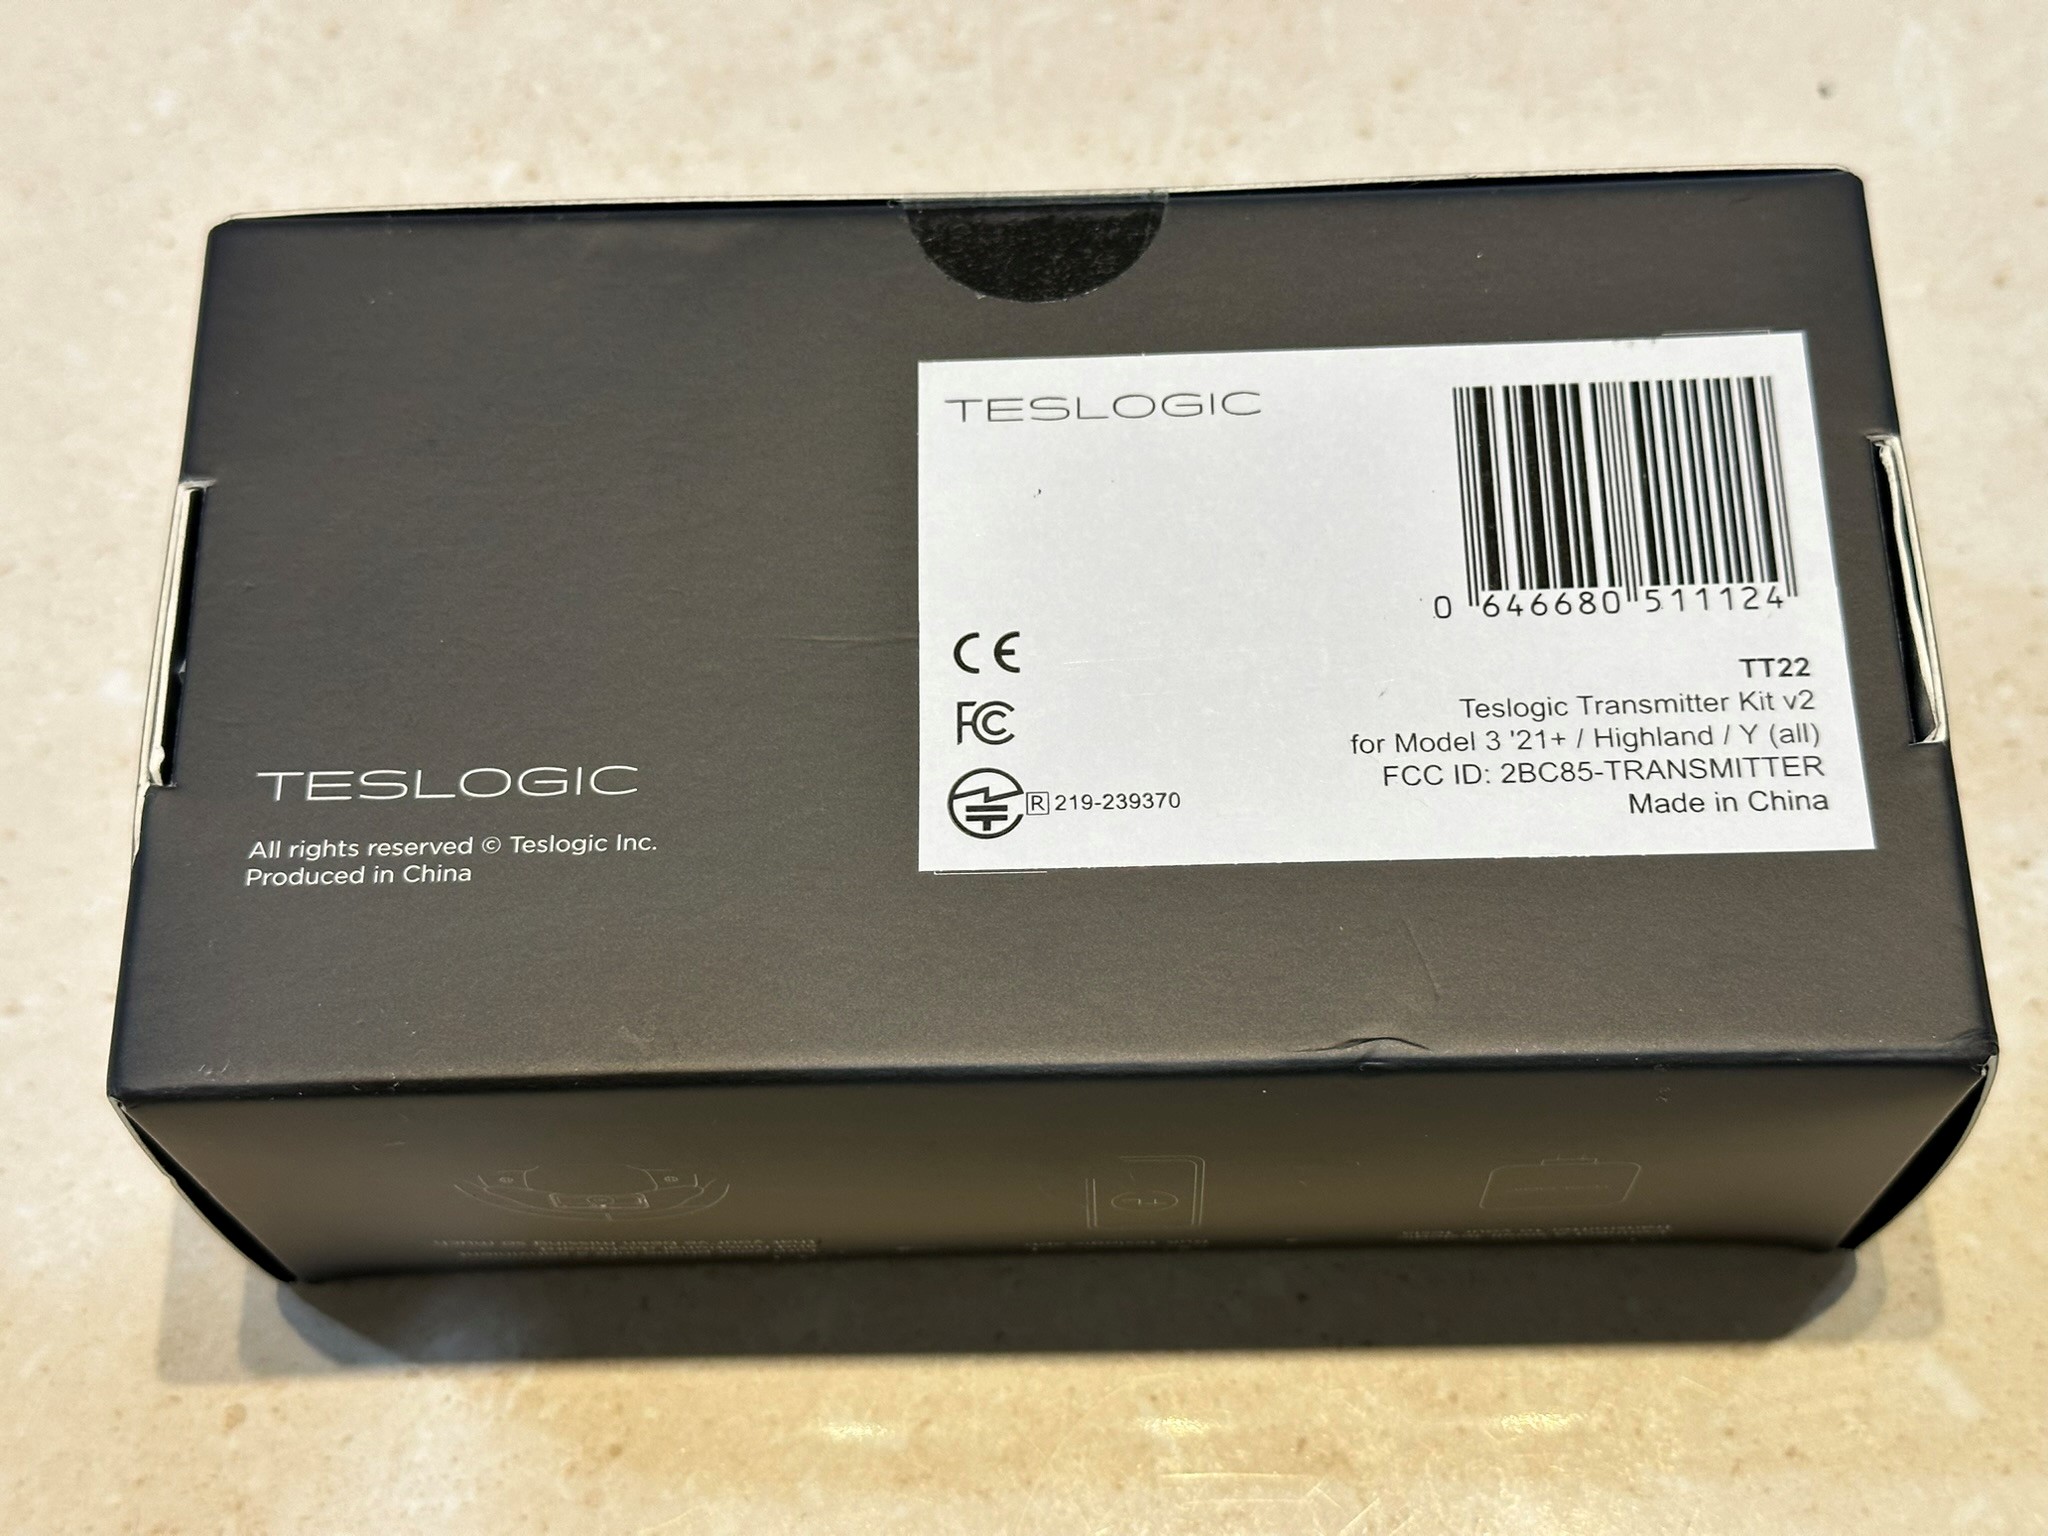 TESLOGIC
0 646680 511124
TT22
Teslogic Transmitter Kit v2
for Model 3 '21+ / Highland / Y (all)
FCC ID: 2BC85-TRANSMITTER
Made in China
CE
FC
R 219-239370
TESLOGIC
All rights reserved © Teslogic Inc.
Produced in China